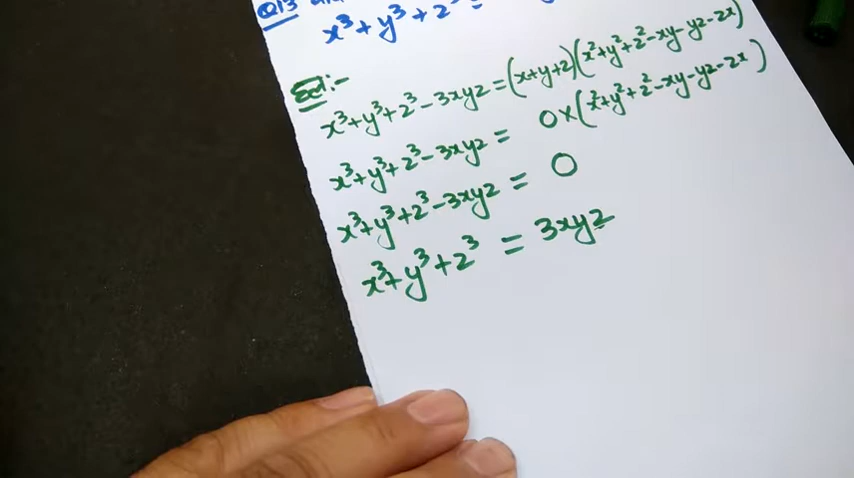 Q13
x³ + y³ + z³ =
Sol:-
x³+y³+z³-3xyz = (x+y+z)(x²+y²+z²-xy-yz-zx)
x³+y³+z³-3xyz = 0×(x²+y²+z²-xy-yz-zx)
x³+y³+z³-3xyz = 0
x³+y³+z³ = 3xyz